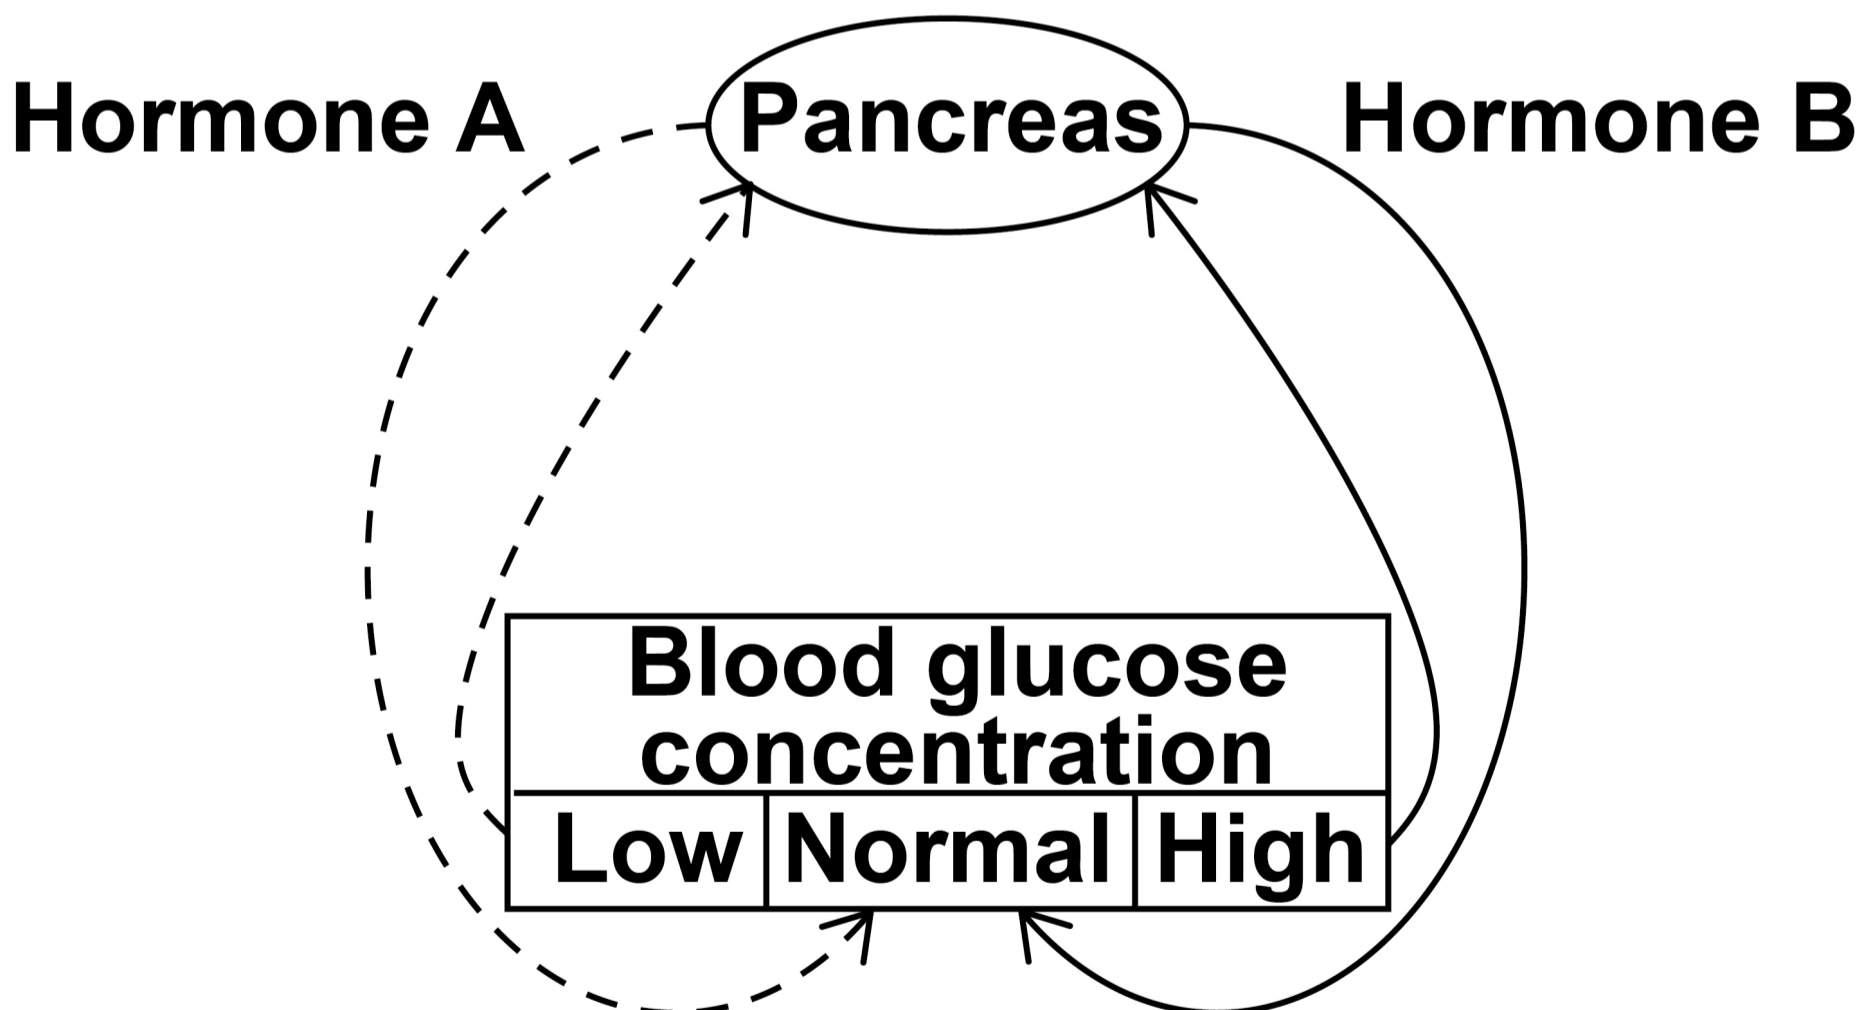 Hormone A
Pancreas
Hormone B
Blood glucose
concentration
Low
Normal
High